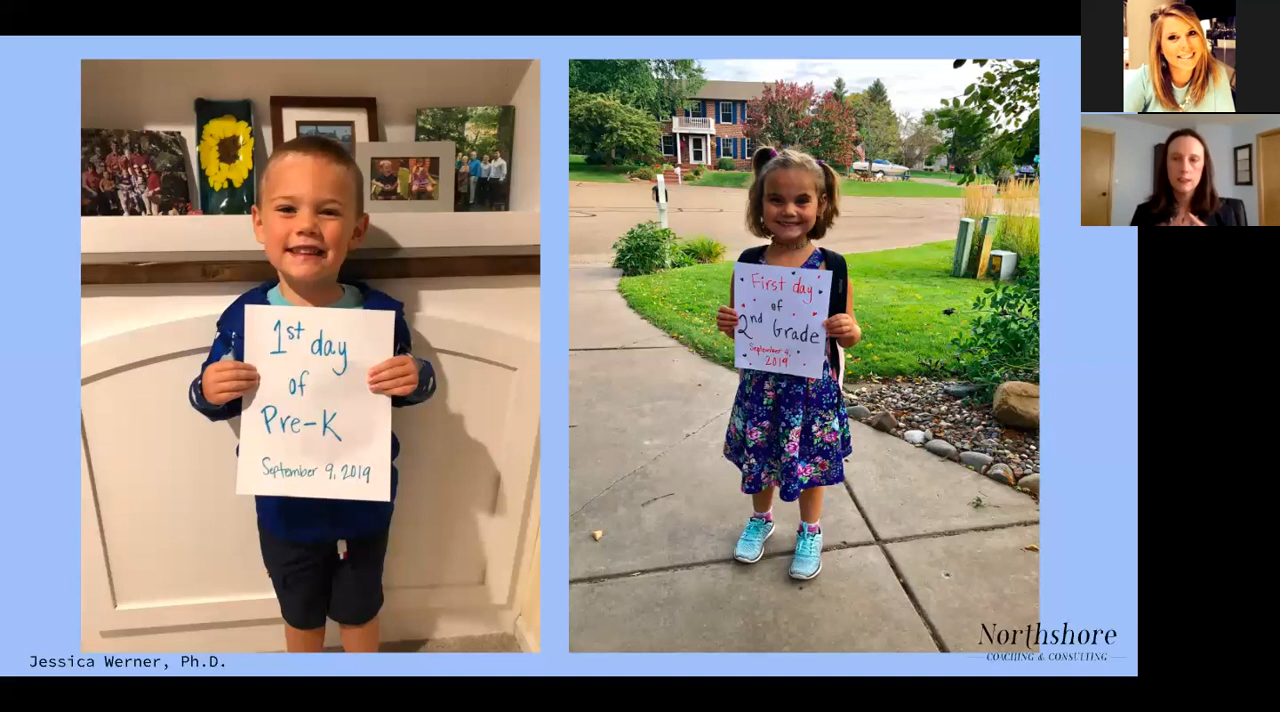 1st day
of
Pre-K
September 9, 2019
First day
of
2nd Grade
September 4,
2019
Jessica Werner, Ph.D.
Northshore
COACHING & CONSULTING